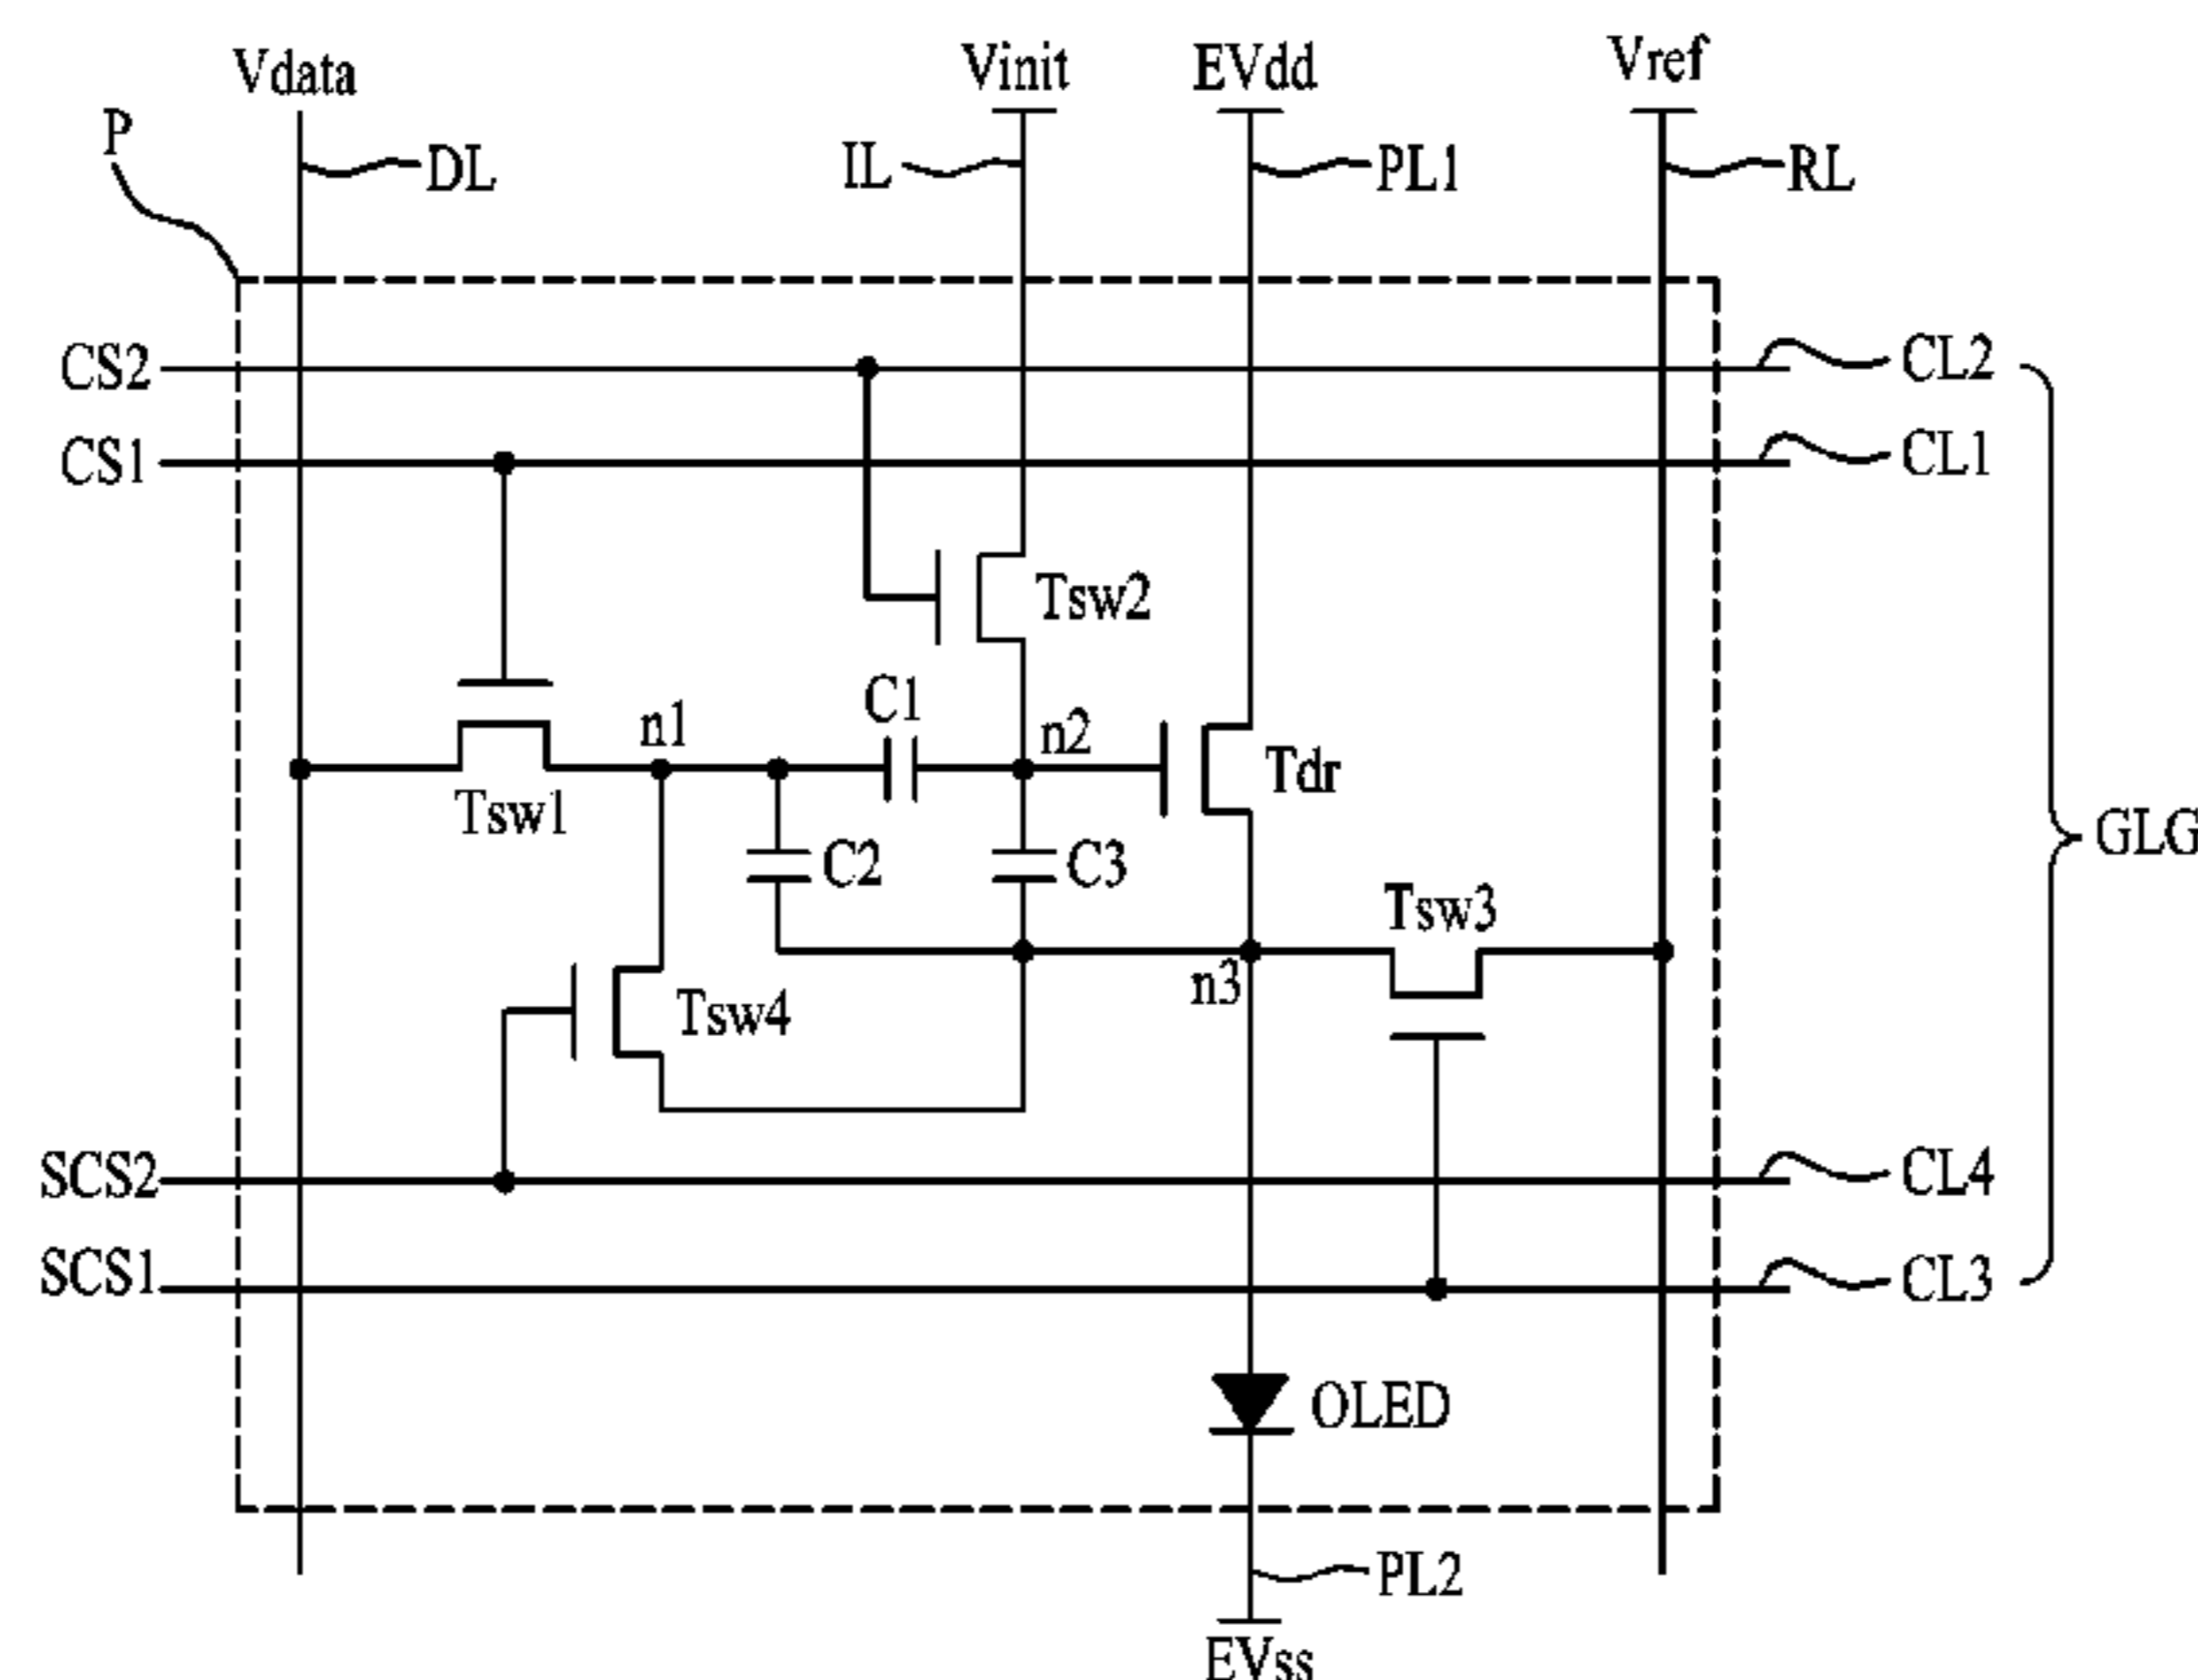 Vdata
Vinit
EVdd
Vref
P
DL
IL
PL1
RL
CS2
CL2
CS1
CL1
Tsw2
C1
n1
n2
Tdr
Tsw1
GLG
C2
C3
Tsw3
n3
Tsw4
SCS2
CL4
SCS1
CL3
OLED
PL2
EVss